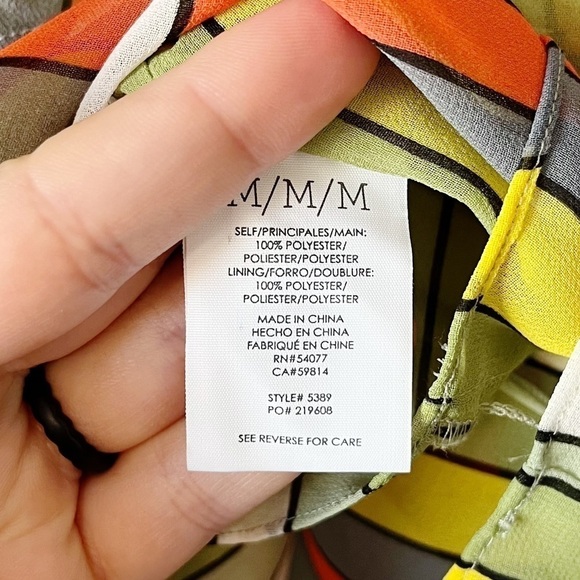 M/M/M
SELF/PRINCIPALES/MAIN:
100% POLYESTER/
POLIESTER/POLYESTER
LINING/FORRO/DOUBLURE:
100% POLYESTER/
POLIESTER/POLYESTER
MADE IN CHINA
HECHO EN CHINA
FABRIQUÉ EN CHINE
RN#54077
CA#59814
STYLE# 5389
PO# 219608
SEE REVERSE FOR CARE